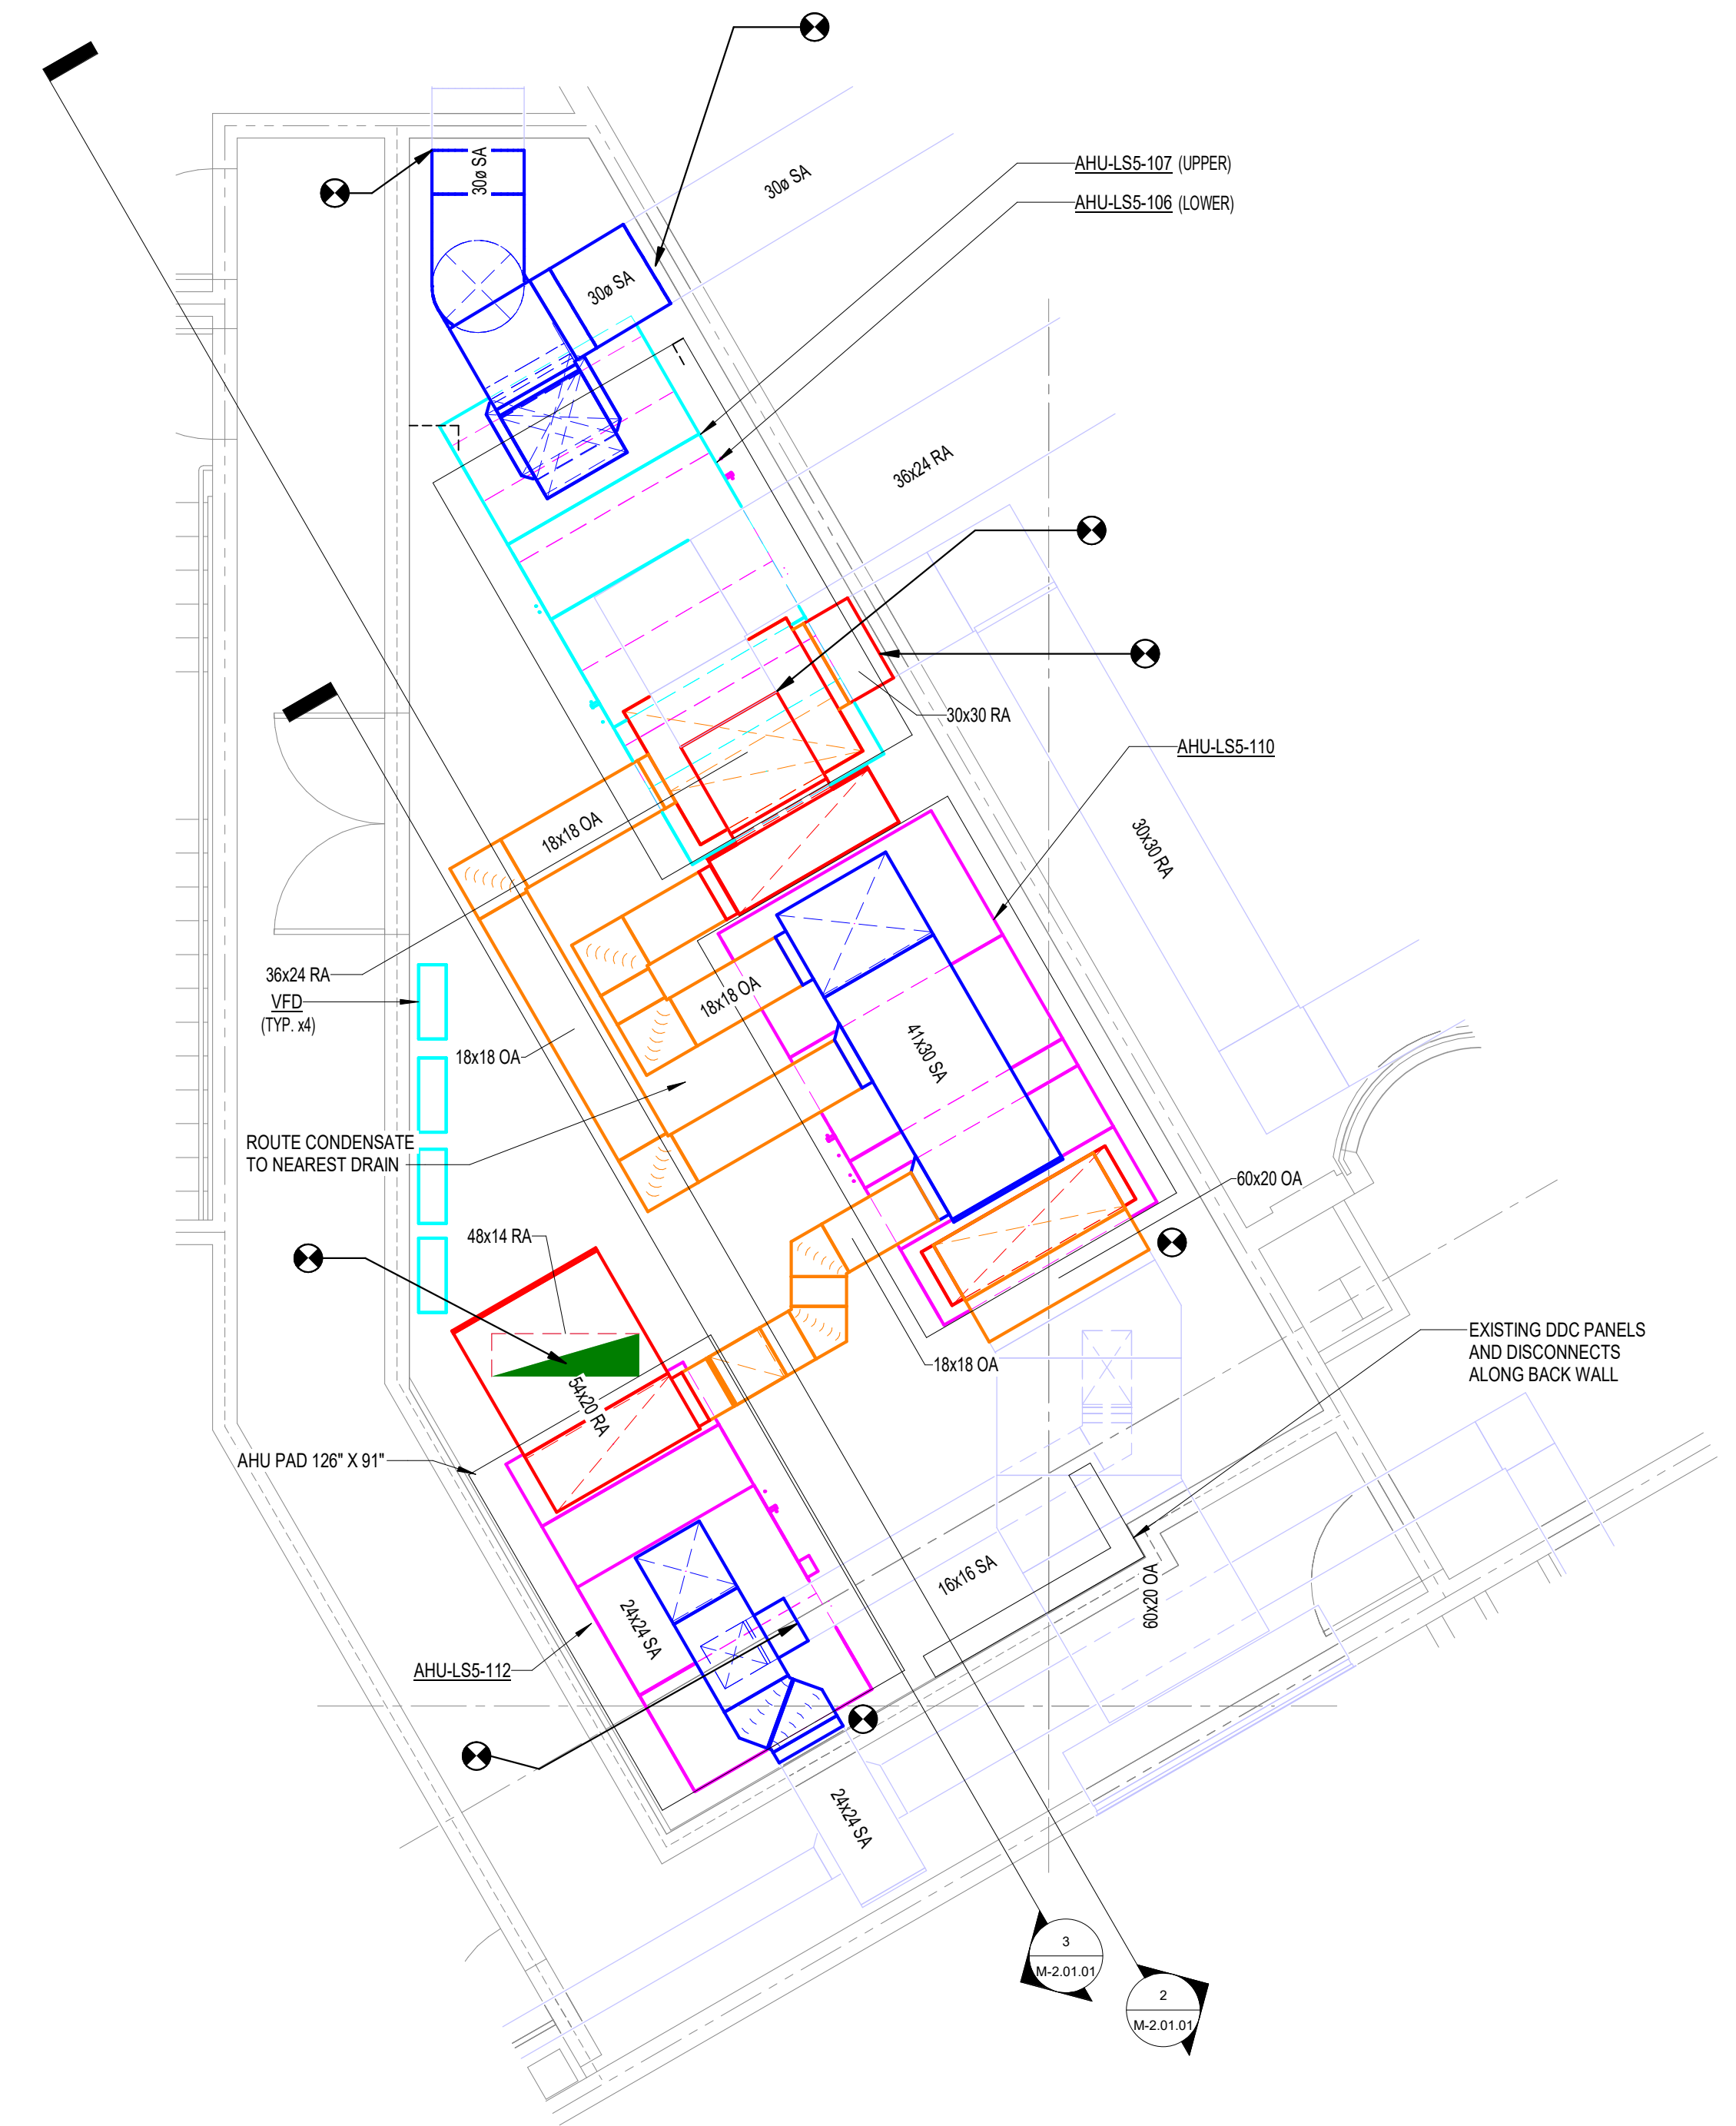 30ø SA
30ø SA
AHU-LS5-107 (UPPER)
AHU-LS5-106 (LOWER)
30ø SA
36x24 RA
30x30 RA
AHU-LS5-110
18x18 OA
30x30 RA
36x24 RA
VFD
(TYP. x4)
18x18 OA
18x18 OA
41x30 SA
ROUTE CONDENSATE
TO NEAREST DRAIN
60x20 OA
48x14 RA
EXISTING DDC PANELS
AND DISCONNECTS
ALONG BACK WALL
18x18 OA
54x20 RA
AHU PAD 126" X 91"
16x16 SA
60x20 OA
24x24 SA
AHU-LS5-112
24x24 SA
3
M-2.01.01
2
M-2.01.01